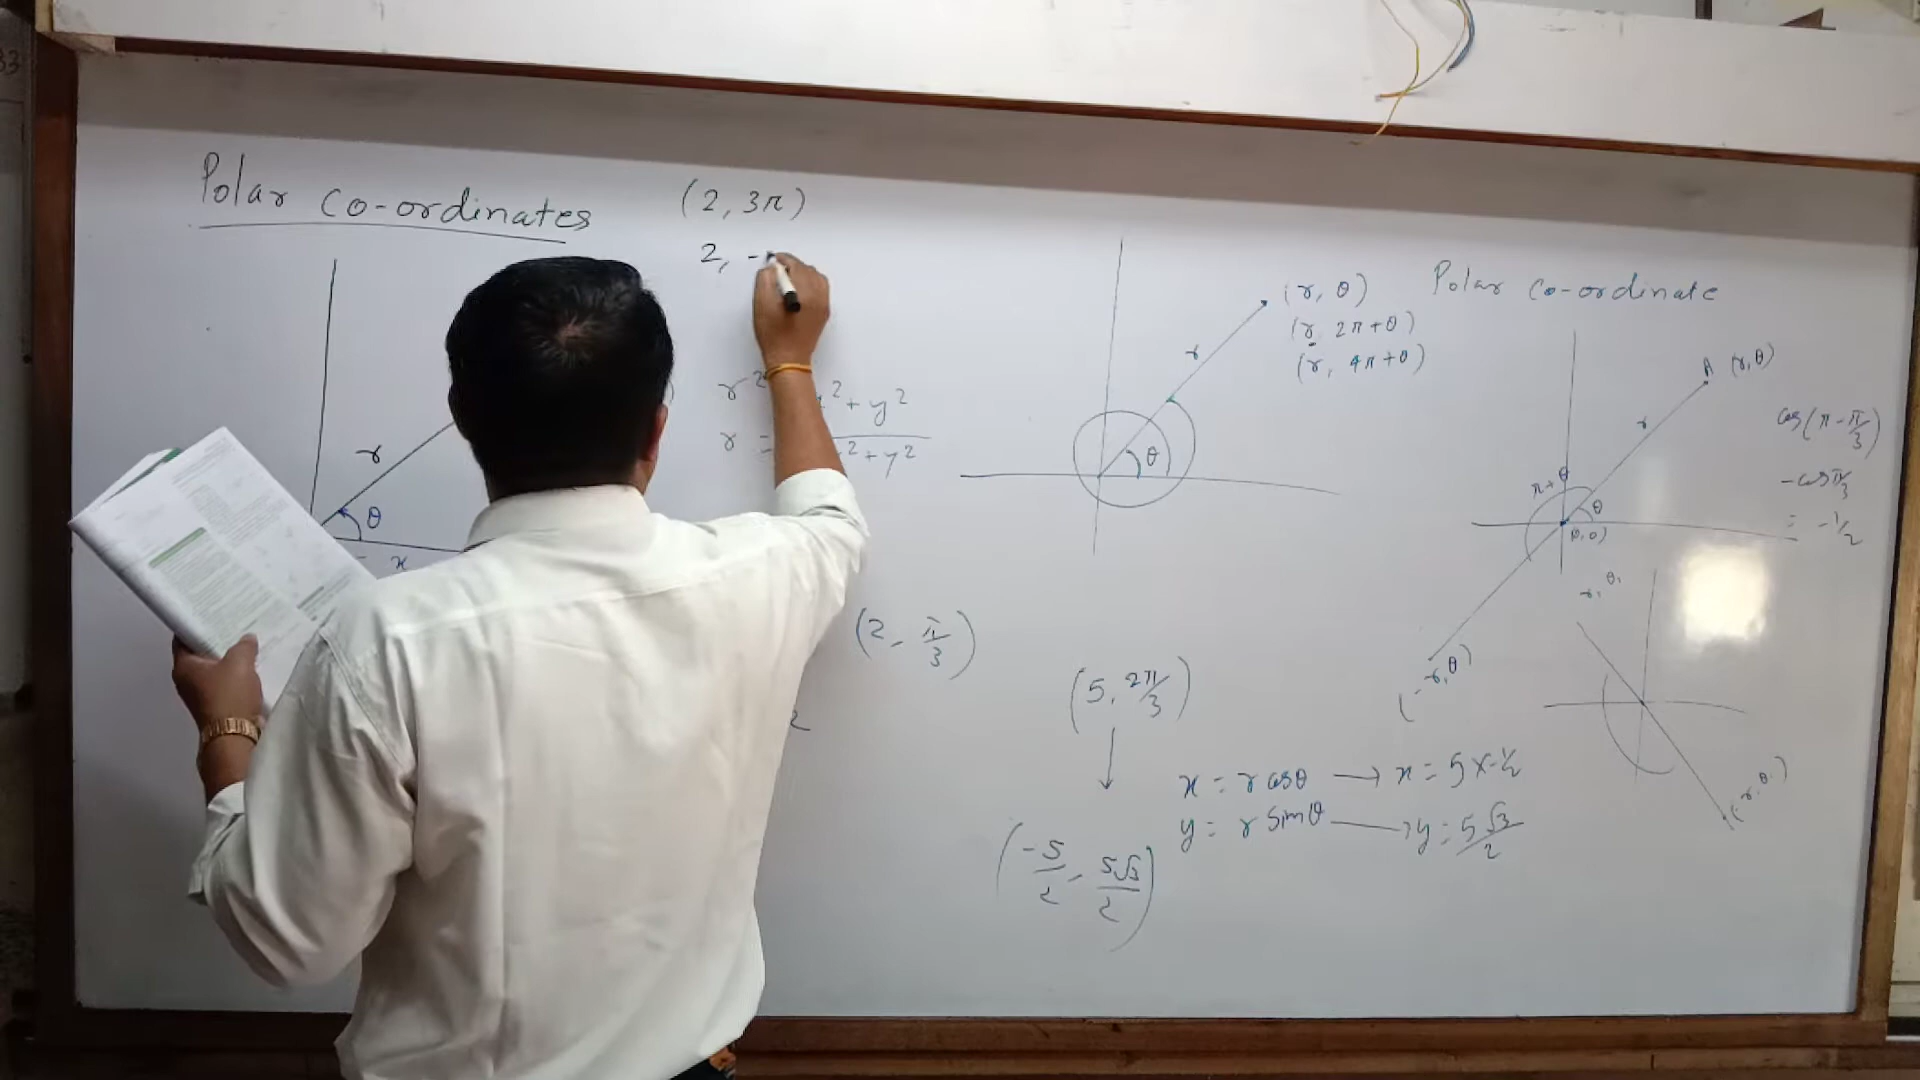 33
Polar co-ordinates
(2, 3π)
2, -
r
θ
x
r²
x² + y²
r =
x² + y²
(2, π/3)
2
(r, θ)
(r, 2π+θ)
(r, 4π+θ)
r
θ
Polar co-ordinate
A (r, θ)
r
π+θ
θ
(0,0)
(-r, θ)
cos(π - π/3)
-cos π/3
= -1/2
r, θ,
(-r, θ,)
(5, 2π/3)
x = r cosθ → x = 5 x -1/2
y = r sinθ → y = 5√3/2
(-5/2, 5√3/2)